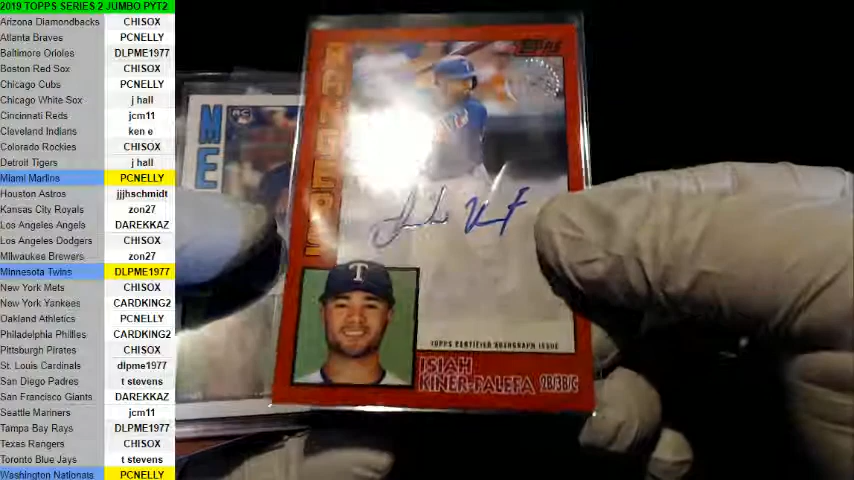 2019 TOPPS SERIES 2 JUMBO PYT2
Arizona Diamondbacks CHISOX
Atlanta Braves PCNELLY
Baltimore Orioles DLPME1977
Boston Red Sox CHISOX
Chicago Cubs PCNELLY
Chicago White Sox j hall
Cincinnati Reds jcm11
Cleveland Indians ken e
Colorado Rockies CHISOX
Detroit Tigers j hall
Miami Marlins PCNELLY
Houston Astros jjjhschmidt
Kansas City Royals zon27
Los Angeles Angels DAREKKAZ
Los Angeles Dodgers CHISOX
Milwaukee Brewers zon27
Minnesota Twins DLPME1977
New York Mets CHISOX
New York Yankees CARDKING2
Oakland Athletics PCNELLY
Philadelphia Phillies CARDKING2
Pittsburgh Pirates CHISOX
St. Louis Cardinals dlpme1977
San Diego Padres t stevens
San Francisco Giants DAREKKAZ
Seattle Mariners jcm11
Tampa Bay Rays DLPME1977
Texas Rangers CHISOX
Toronto Blue Jays t stevens
Washington Nationals PCNELLY
ME
RC
TOPPS
RANGERS
T
TOPPS CERTIFIED AUTOGRAPH ISSUE
ISIAH
KINER-FALEFA 2B/3B/C